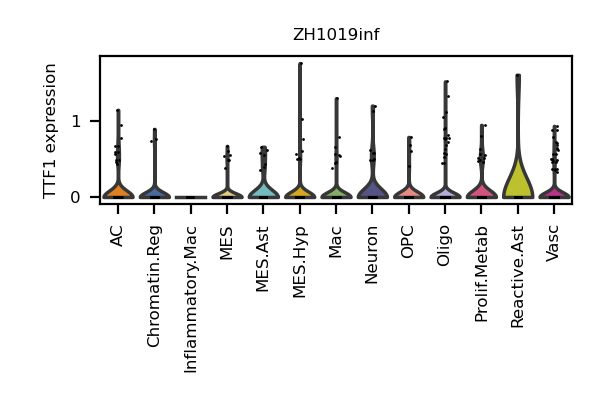 ZH1019inf
TTF1 expression
1
0
AC
Chromatin.Reg
Inflammatory.Mac
MES
MES.Ast
MES.Hyp
Mac
Neuron
OPC
Oligo
Prolif.Metab
Reactive.Ast
Vasc